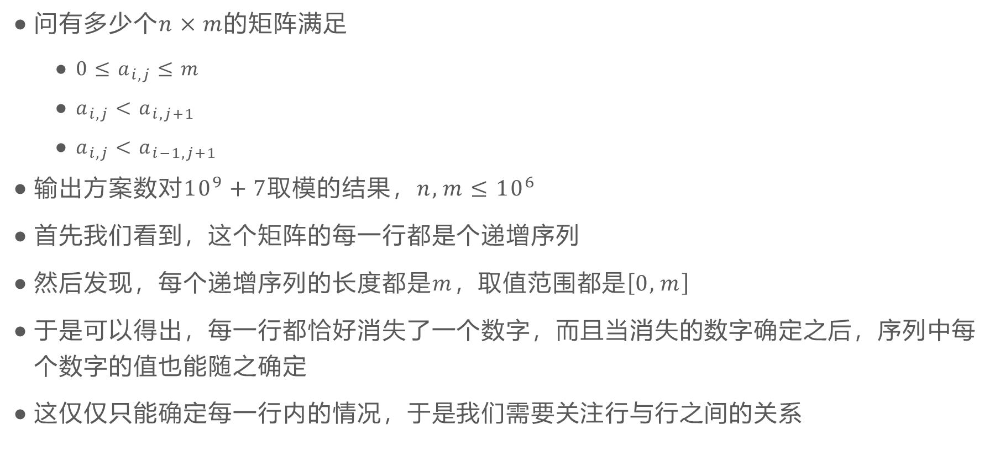 • 问有多少个n × m的矩阵满足
• 0 ≤ a_{i,j} ≤ m
• a_{i,j} < a_{i,j+1}
• a_{i,j} < a_{i−1,j+1}
• 输出方案数对10^9 + 7取模的结果，n, m ≤ 10^6
• 首先我们看到，这个矩阵的每一行都是个递增序列
• 然后发现，每个递增序列的长度都是m，取值范围都是[0, m]
• 于是可以得出，每一行都恰好消失了一个数字，而且当消失的数字确定之后，序列中每
个数字的值也能随之确定
• 这仅仅只能确定每一行内的情况，于是我们需要关注行与行之间的关系